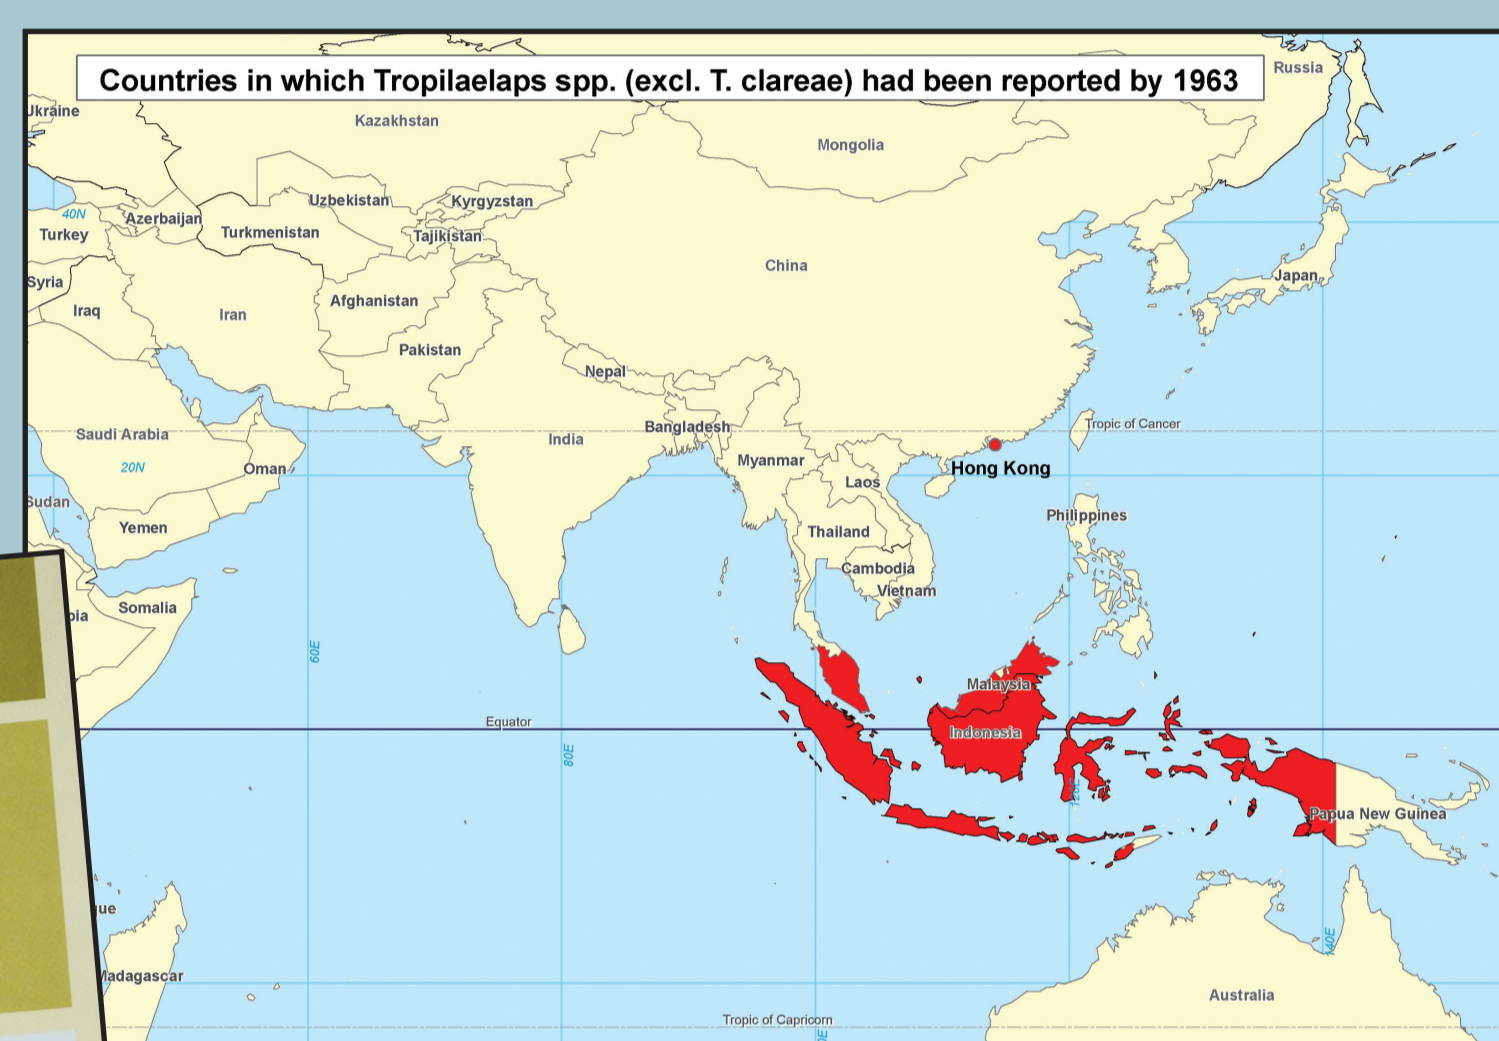 Countries in which Tropilaelaps spp. (excl. T. clareae) had been reported by 1963
Russia
Ukraine
Kazakhstan
Mongolia
Uzbekistan
Kyrgyzstan
40N
Azerbaijan
Turkey
Turkmenistan
Tajikistan
China
Japan
Syria
Iraq
Iran
Afghanistan
Pakistan
Nepal
Saudi Arabia
India
Bangladesh
Tropic of Cancer
20N
Oman
Myanmar
Hong Kong
Laos
Sudan
Yemen
Philippines
Thailand
Cambodia
Vietnam
Somalia
pia
60E
Malaysia
Equator
Indonesia
80E
120E
Papua New Guinea
que
140E
Madagascar
Australia
Tropic of Capricorn